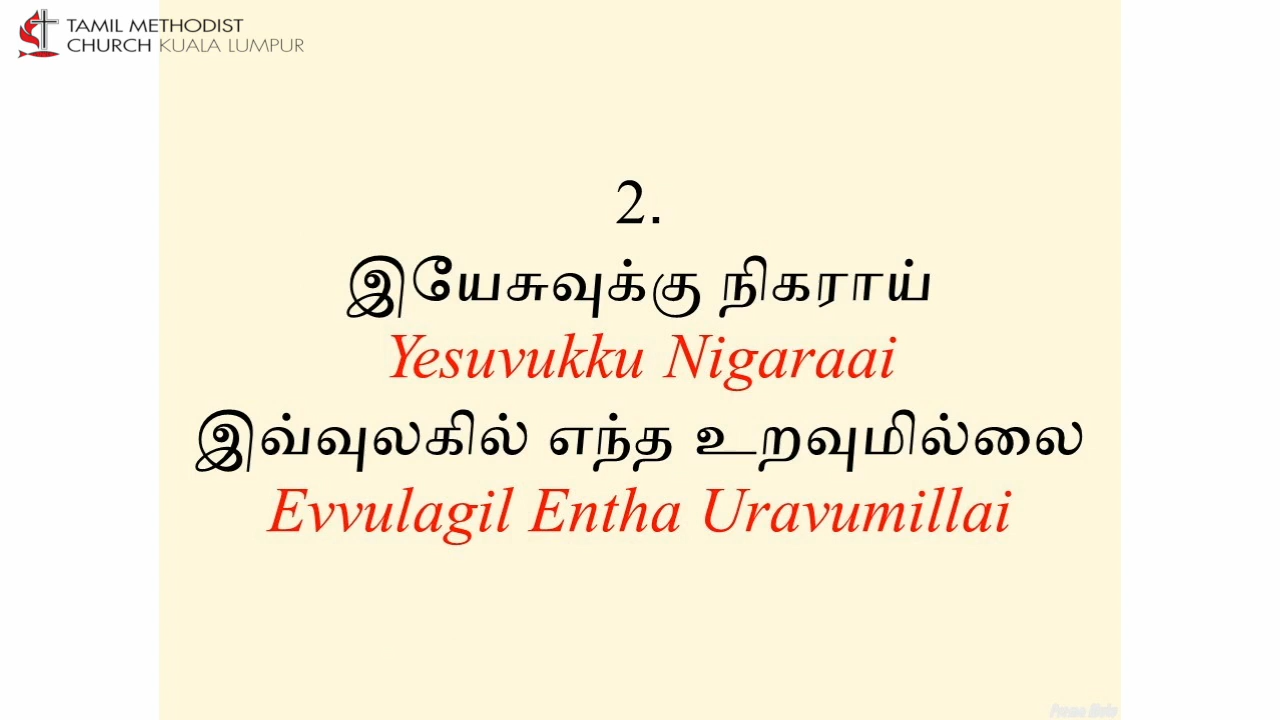 TAMIL METHODIST
CHURCH KUALA LUMPUR
2.
இயேசுவுக்கு நிகராய்
Yesuvukku Nigaraai
இவ்வுலகில் எந்த உறவுமில்லை
Evvulagil Entha Uravumillai